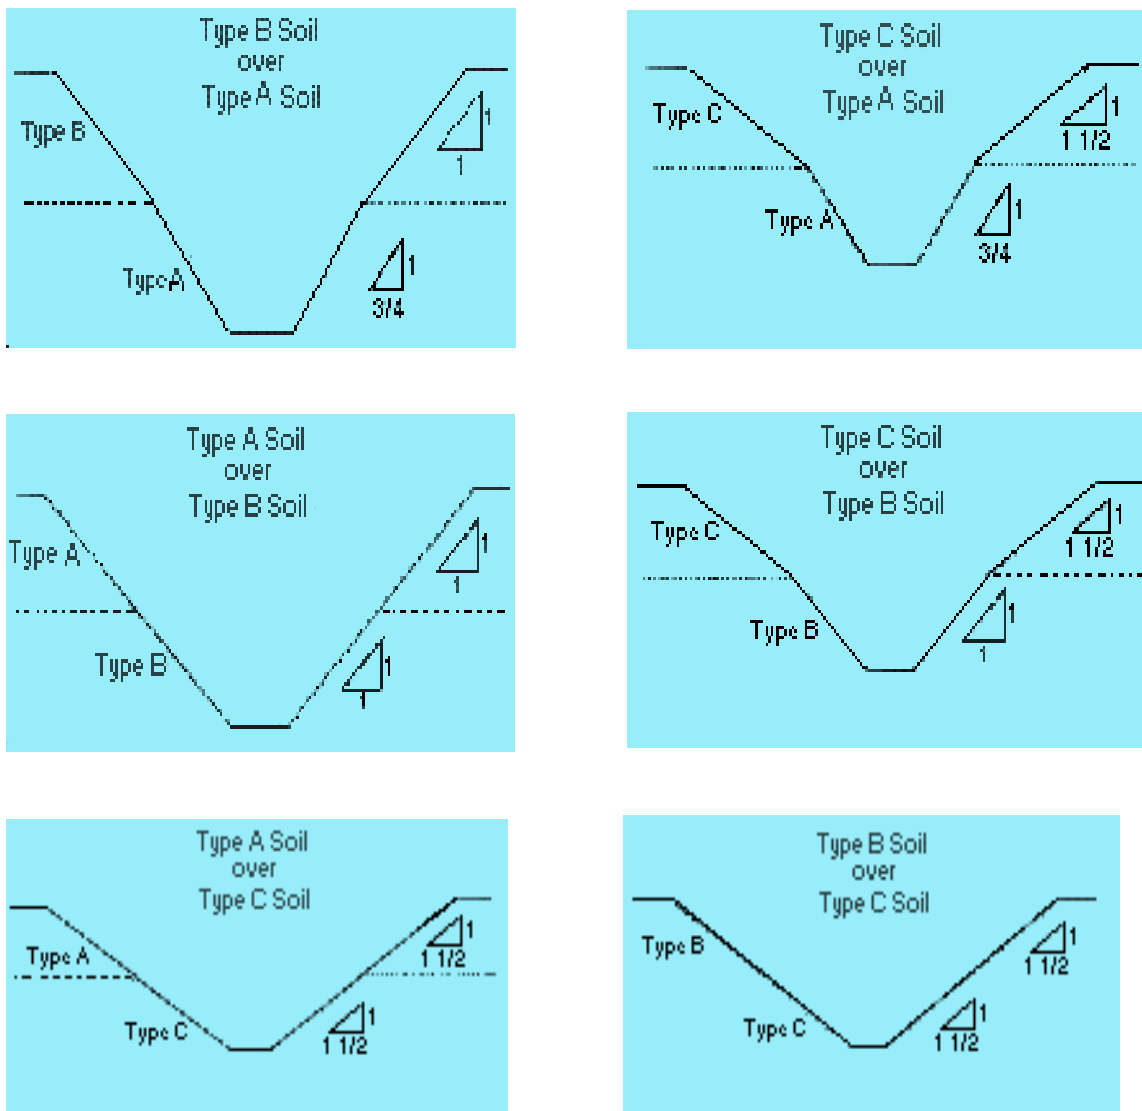 Type B Soil
over
Type A Soil
Type B
1
1
Type A
1
3/4
Type C Soil
over
Type A Soil
Type C
1
1 1/2
Type A
1
3/4
Type A Soil
over
Type B Soil
Type A
1
1
Type B
1
1
Type C Soil
over
Type B Soil
Type C
1
1 1/2
Type B
1
1
Type A Soil
over
Type C Soil
Type A
1
1 1/2
Type C
1
1 1/2
Type B Soil
over
Type C Soil
Type B
1
1 1/2
Type C
1
1 1/2